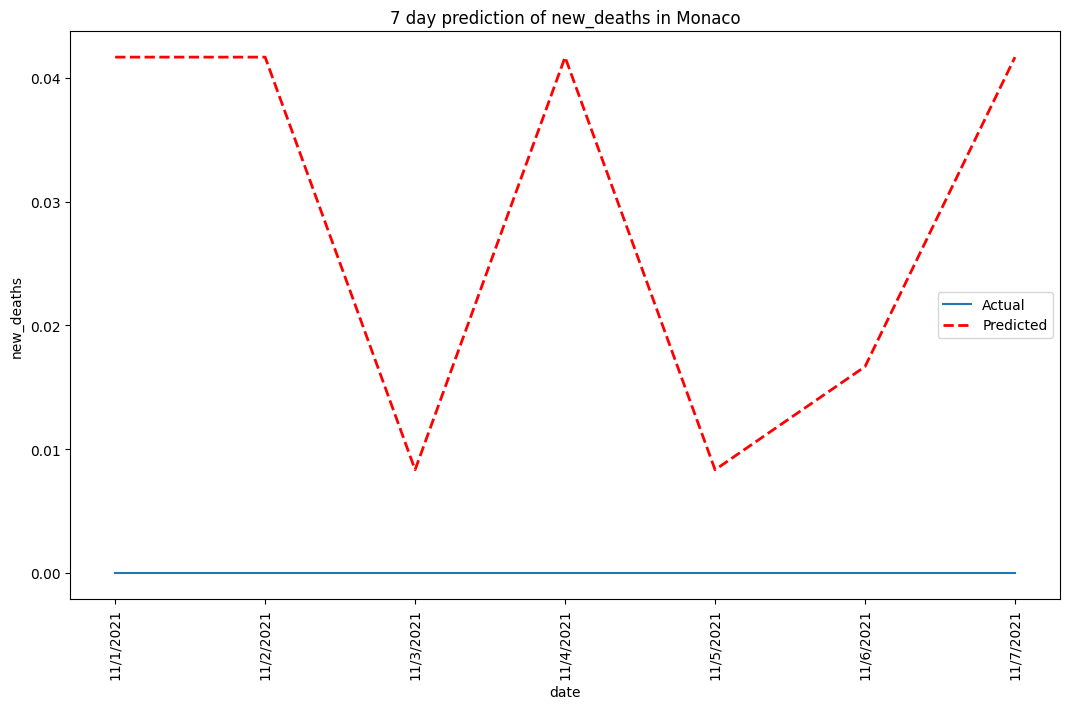 7 day prediction of new_deaths in Monaco
0.04
0.03
0.02
0.01
0.00
new_deaths
Actual
Predicted
11/1/2021
11/2/2021
11/3/2021
11/4/2021
11/5/2021
11/6/2021
11/7/2021
date